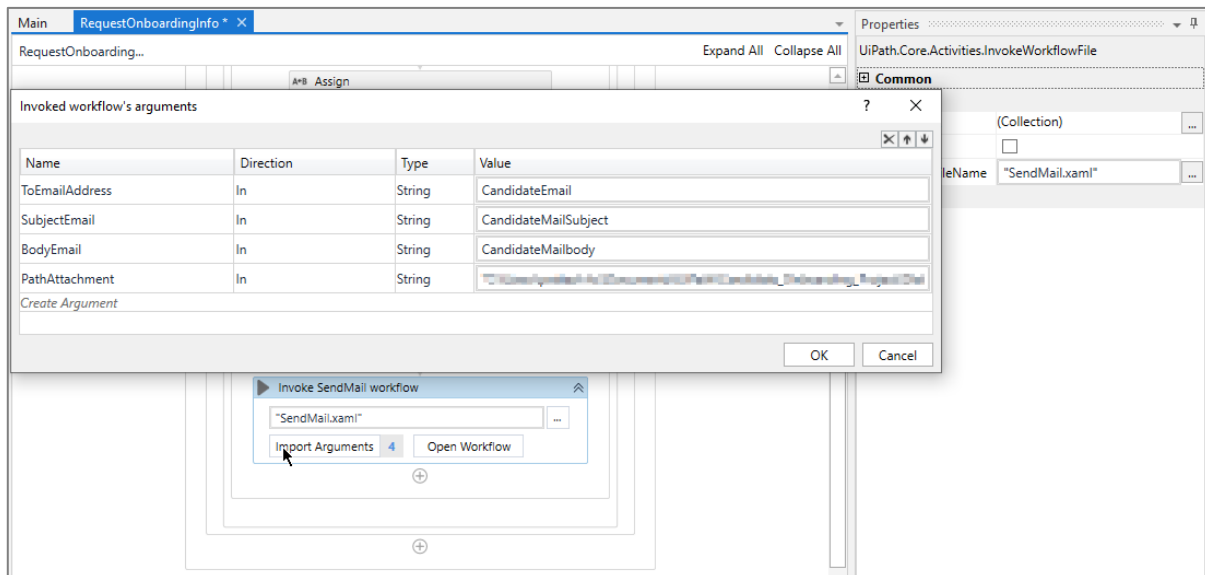 Main RequestOnboardingInfo * ×
Properties
RequestOnboarding... Expand All Collapse All
UiPath.Core.Activities.InvokeWorkflowFile
A+B Assign
Common
Invoked workflow's arguments ? ×
(Collection) ...
Name Direction Type Value
leName "SendMail.xaml" ...
ToEmailAddress In String CandidateEmail
SubjectEmail In String CandidateMailSubject
BodyEmail In String CandidateMailbody
PathAttachment In String
Create Argument
OK Cancel
Invoke SendMail workflow
"SendMail.xaml" ...
Import Arguments 4 Open Workflow